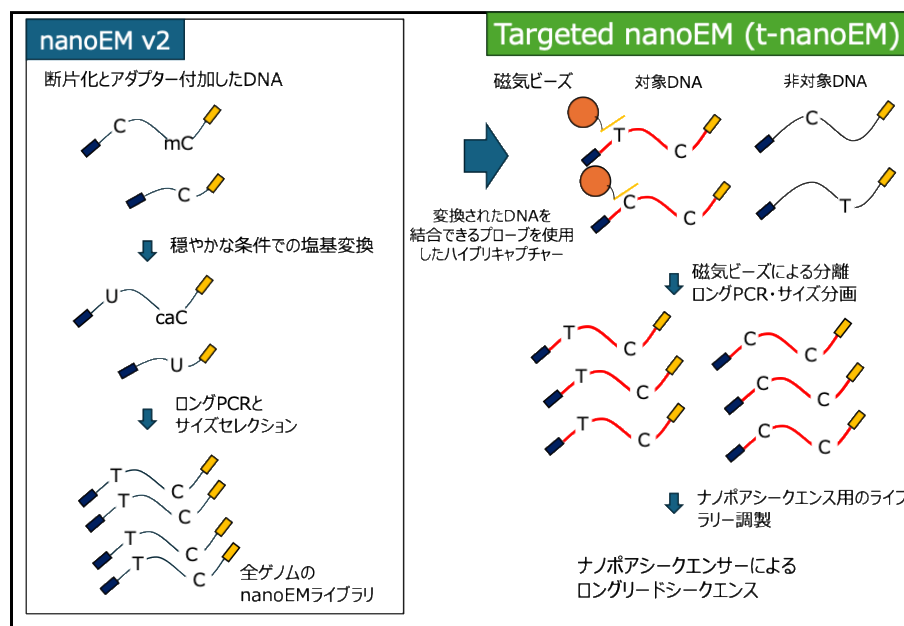 nanoEM v2
断片化とアダプター付加したDNA
C
mC
C
穏やかな条件での塩基変換
U
caC
U
ロングPCRと
サイズセレクション
T
C
T
C
T
C
T
C
全ゲノムの
nanoEMライブラリ
Targeted nanoEM (t-nanoEM)
磁気ビーズ
対象DNA
非対象DNA
T
C
C
C
C
T
変換されたDNAを
結合できるプローブを使用
したハイブリキャプチャー
磁気ビーズによる分離
ロングPCR・サイズ分画
T
C
C
C
T
C
C
C
T
C
C
C
ナノポアシークエンス用のライブ
ラリー調製
ナノポアシークエンサーによる
ロングリードシークエンス